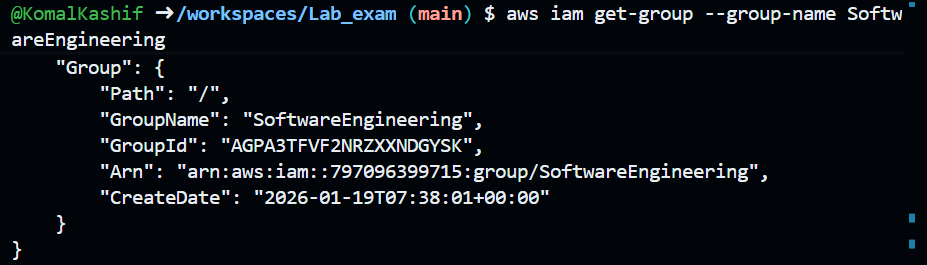 @KomalKashif ➜/workspaces/Lab_exam (main) $ aws iam get-group --group-name Softw
areEngineering
    "Group": {
        "Path": "/",
        "GroupName": "SoftwareEngineering",
        "GroupId": "AGPA3TFVF2NRZXXNDGYSK",
        "Arn": "arn:aws:iam::797096399715:group/SoftwareEngineering",
        "CreateDate": "2026-01-19T07:38:01+00:00"
    }
}